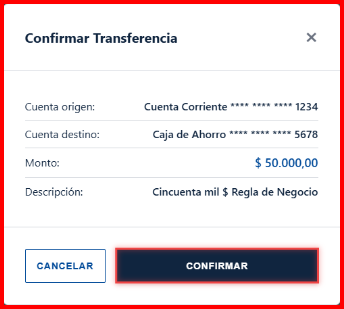 Confirmar Transferencia ✕
Cuenta origen: Cuenta Corriente **** **** **** 1234
Cuenta destino: Caja de Ahorro **** **** **** 5678
Monto: $ 50.000,00
Descripción: Cincuenta mil $ Regla de Negocio
CANCELAR CONFIRMAR